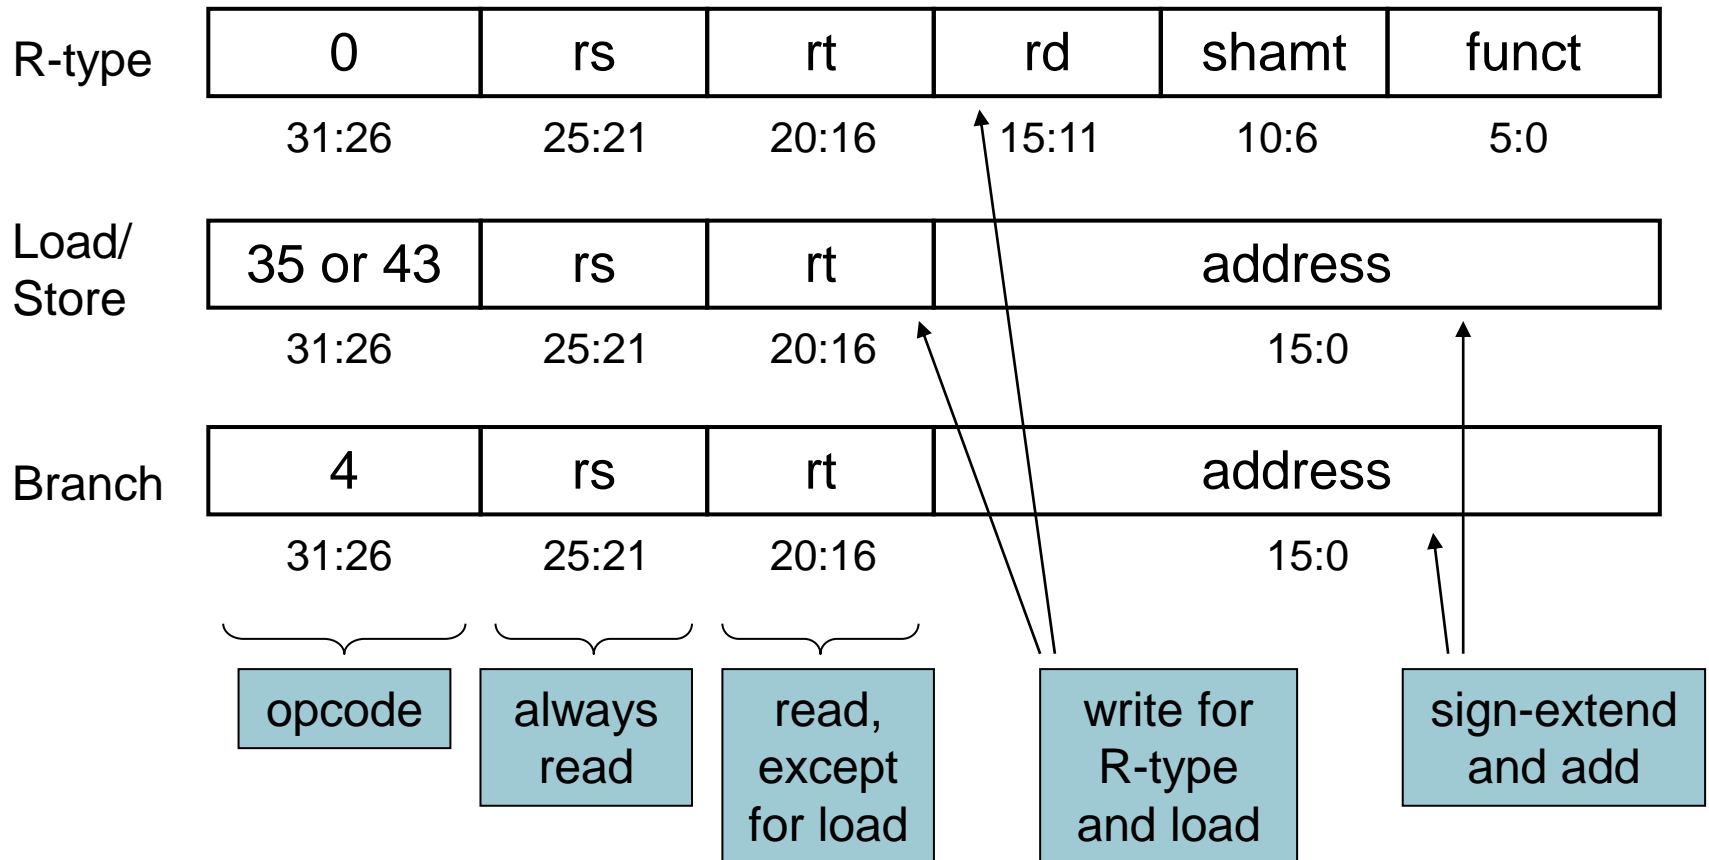 R-type 0 rs rt rd shamt funct
31:26 25:21 20:16 15:11 10:6 5:0
Load/
Store
35 or 43 rs rt address
31:26 25:21 20:16 15:0
Branch 4 rs rt address
31:26 25:21 20:16 15:0
opcode
always
read
read,
except
for load
write for
R-type
and load
sign-extend
and add